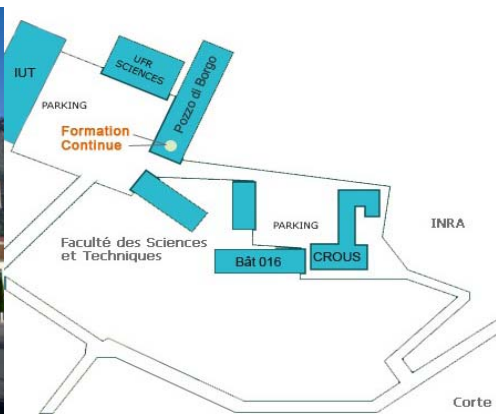 IUT
UFR
SCIENCES
Pozzo di Borgo
PARKING
Formation
Continue
PARKING
INRA
Faculté des Sciences
et Techniques
Bât 016
CROUS
Corte